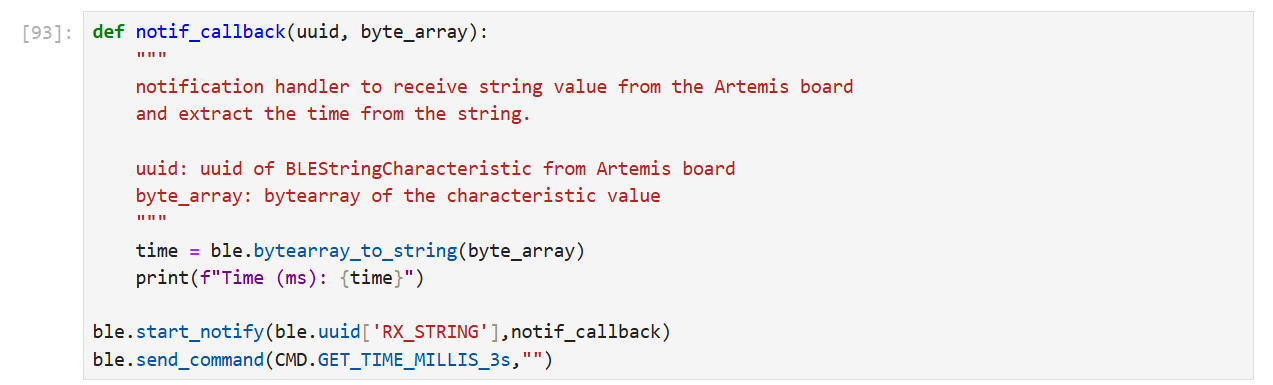 [93]: def notif_callback(uuid, byte_array):
    """
    notification handler to receive string value from the Artemis board
    and extract the time from the string.

    uuid: uuid of BLEStringCharacteristic from Artemis board
    byte_array: bytearray of the characteristic value
    """
    time = ble.bytearray_to_string(byte_array)
    print(f"Time (ms): {time}")

ble.start_notify(ble.uuid['RX_STRING'],notif_callback)
ble.send_command(CMD.GET_TIME_MILLIS_3s,"")